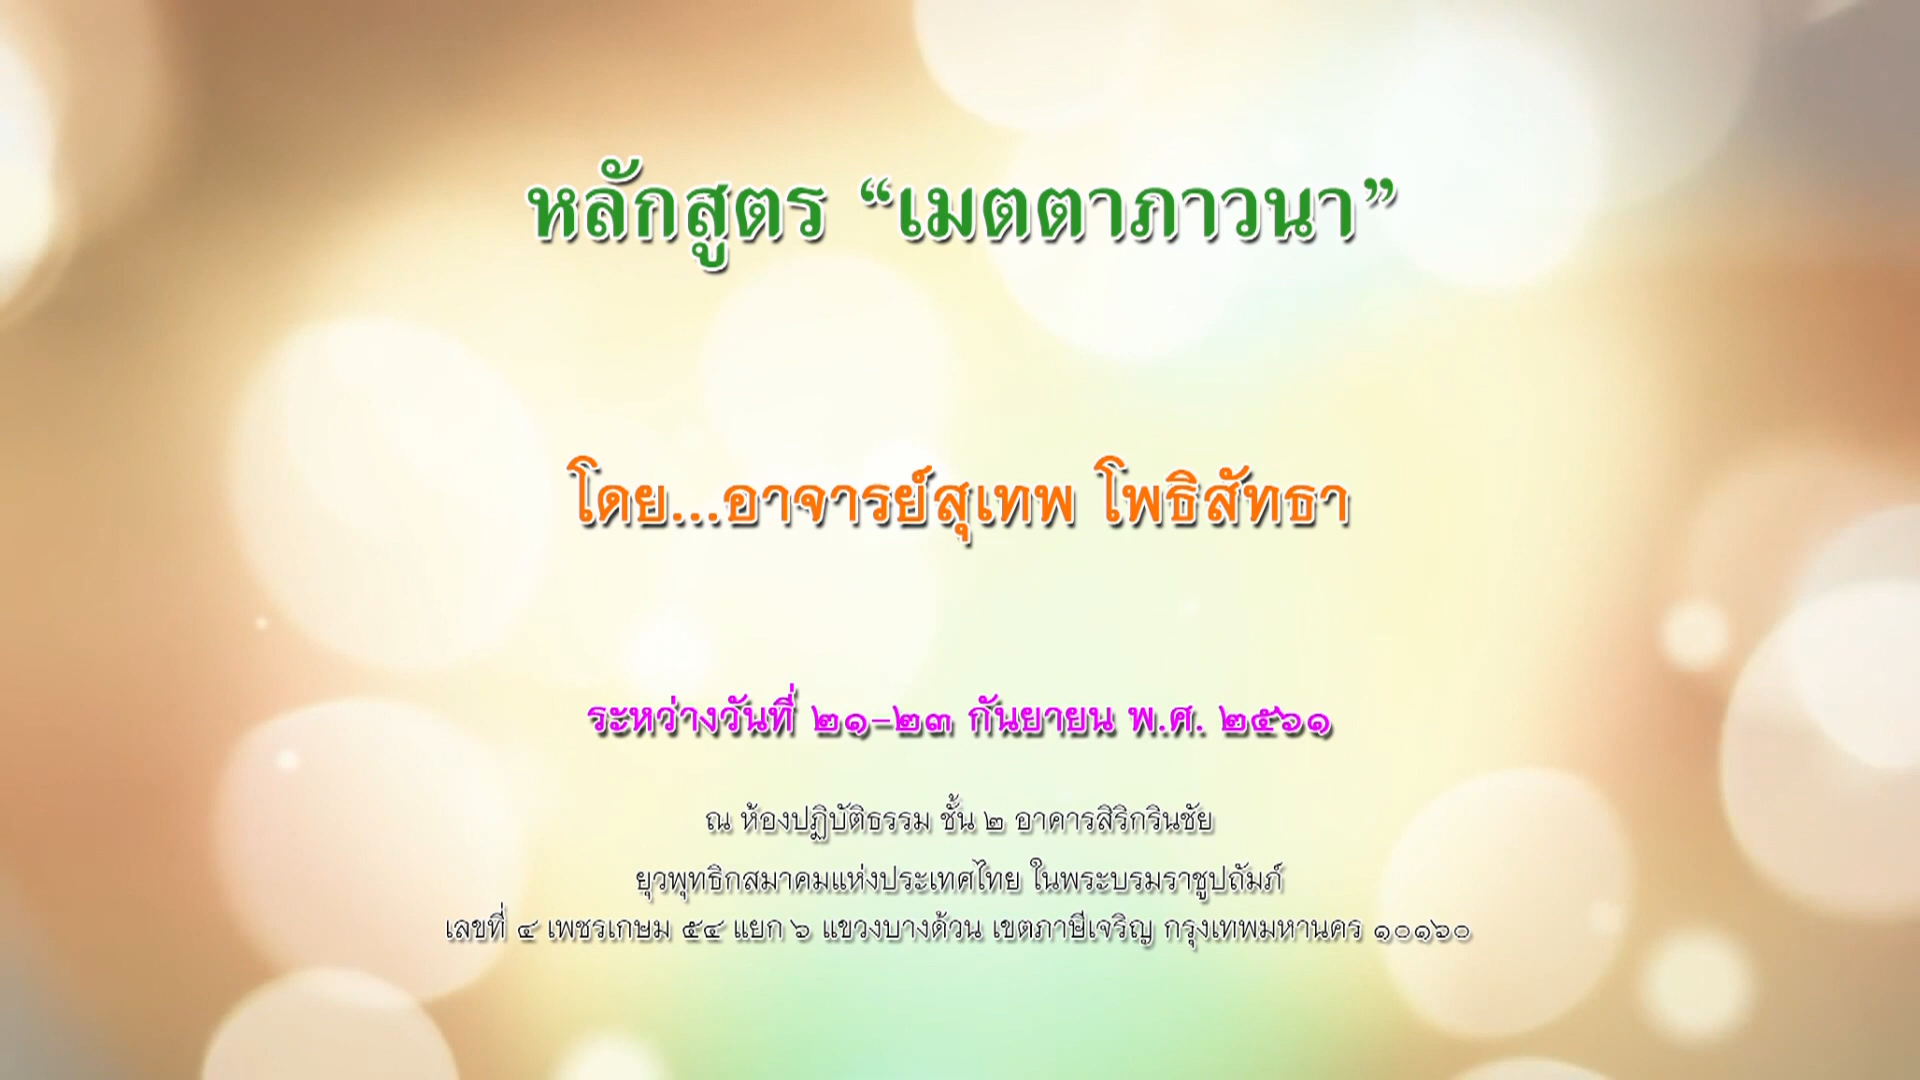 หลักสูตร “เมตตาภาวนา”
โดย...อาจารย์สุเทพ โพธิสัทธา
ระหว่างวันที่ ๒๑-๒๓ กันยายน พ.ศ. ๒๕๖๑
ณ ห้องปฏิบัติธรรม ชั้น ๒ อาคารสิริกรินชัย
ยุวพุทธิกสมาคมแห่งประเทศไทย ในพระบรมราชูปถัมภ์
เลขที่ ๔ เพชรเกษม ๕๔ แยก ๖ แขวงบางด้วน เขตภาษีเจริญ กรุงเทพมหานคร ๑๐๑๖๐